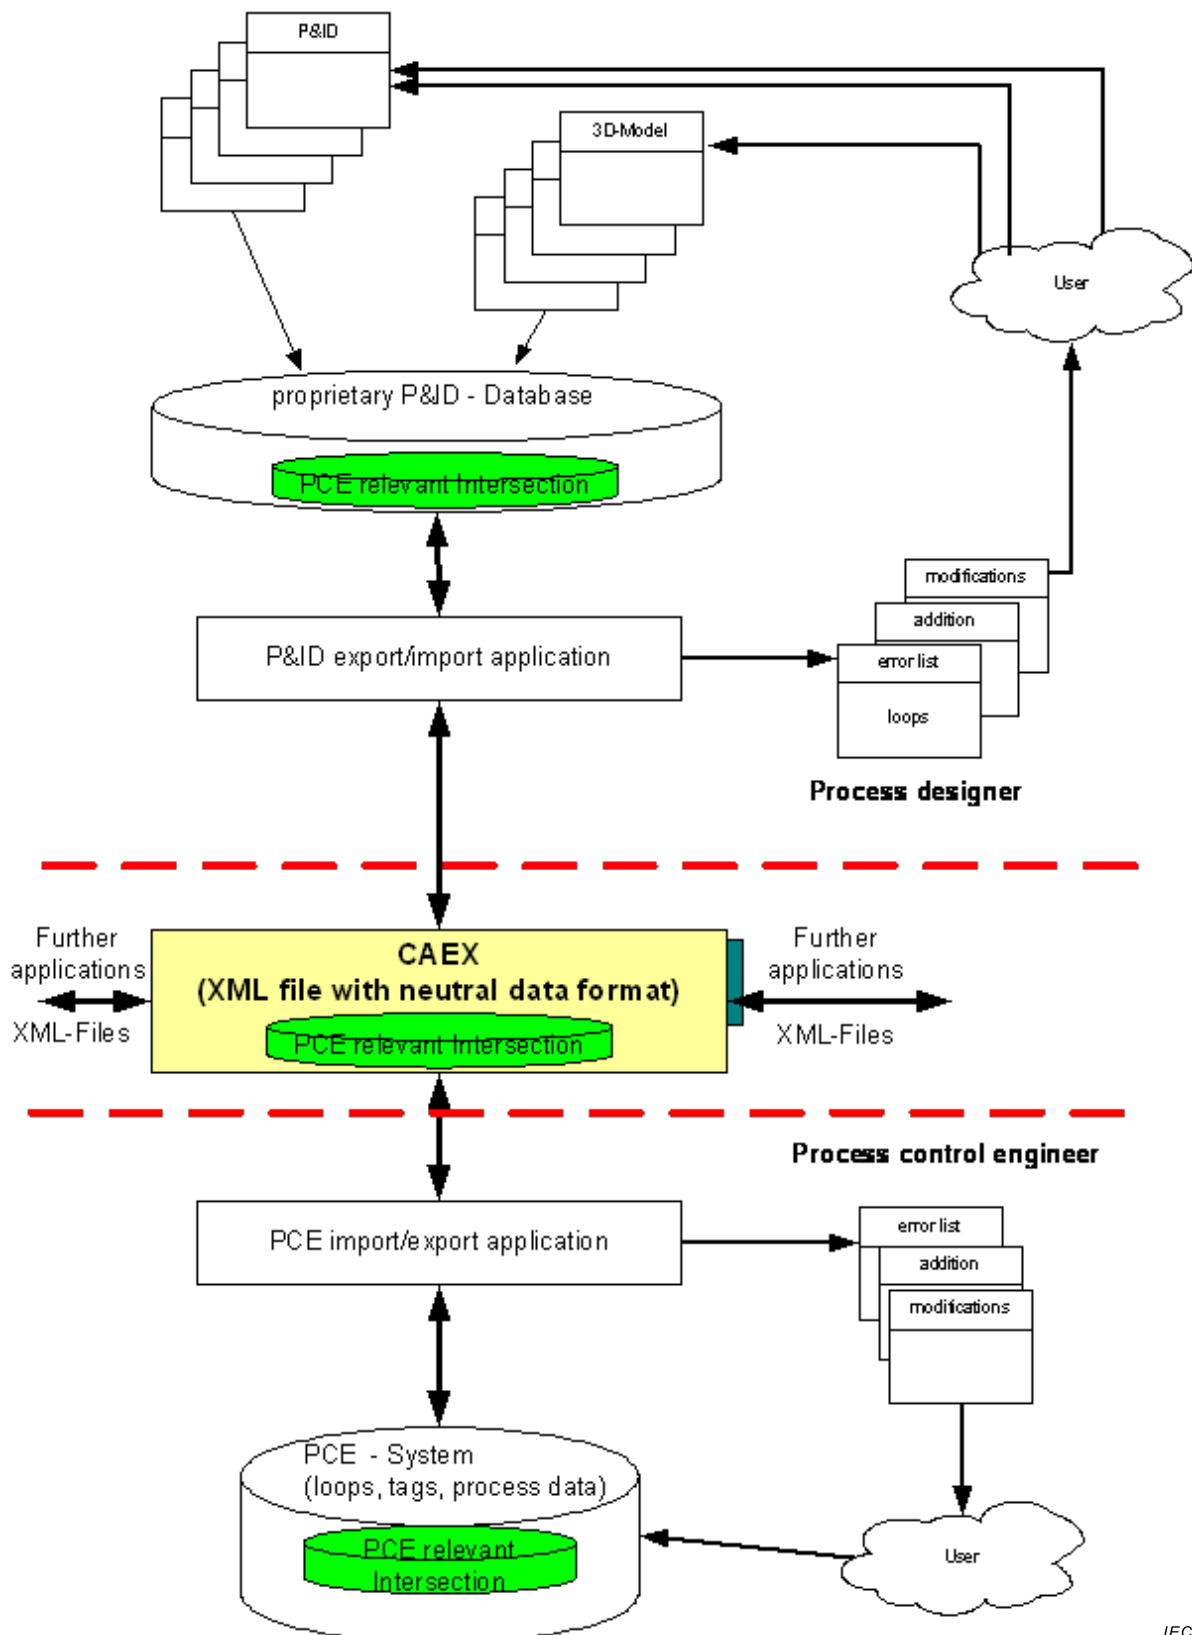 P&ID
3D-Model
User
proprietary P&ID - Database
PCE relevant Intersection
modifications
addition
error list
loops
P&ID export/import application
Process designer
Further
applications
XML-Files
CAEX
(XML file with neutral data format)
PCE relevant Intersection
Further
applications
XML-Files
Process control engineer
PCE import/export application
error list
addition
modifications
PCE - System
(loops, tags, process data)
PCE relevant
Intersection
User
IEC